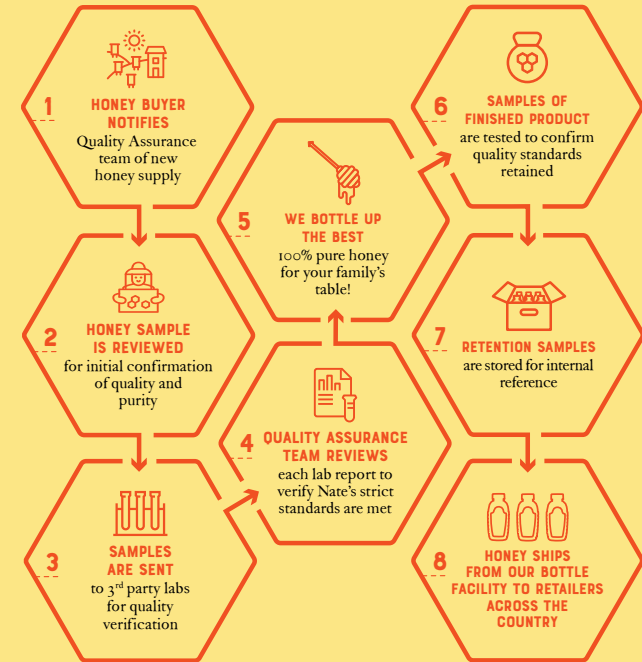 1
HONEY BUYER
NOTIFIES
Quality Assurance
team of new
honey supply
2
HONEY SAMPLE
IS REVIEWED
for initial confirmation
of quality and
purity
3
SAMPLES
ARE SENT
to 3rd party labs
for quality
verification
4
QUALITY ASSURANCE
TEAM REVIEWS
each lab report to
verify Nate's strict
standards are met
5
WE BOTTLE UP
THE BEST
100% pure honey
for your family's
table!
6
SAMPLES OF
FINISHED PRODUCT
are tested to confirm
quality standards
retained
7
RETENTION SAMPLES
are stored for internal
reference
8
HONEY SHIPS
FROM OUR BOTTLE
FACILITY TO RETAILERS
ACROSS THE
COUNTRY